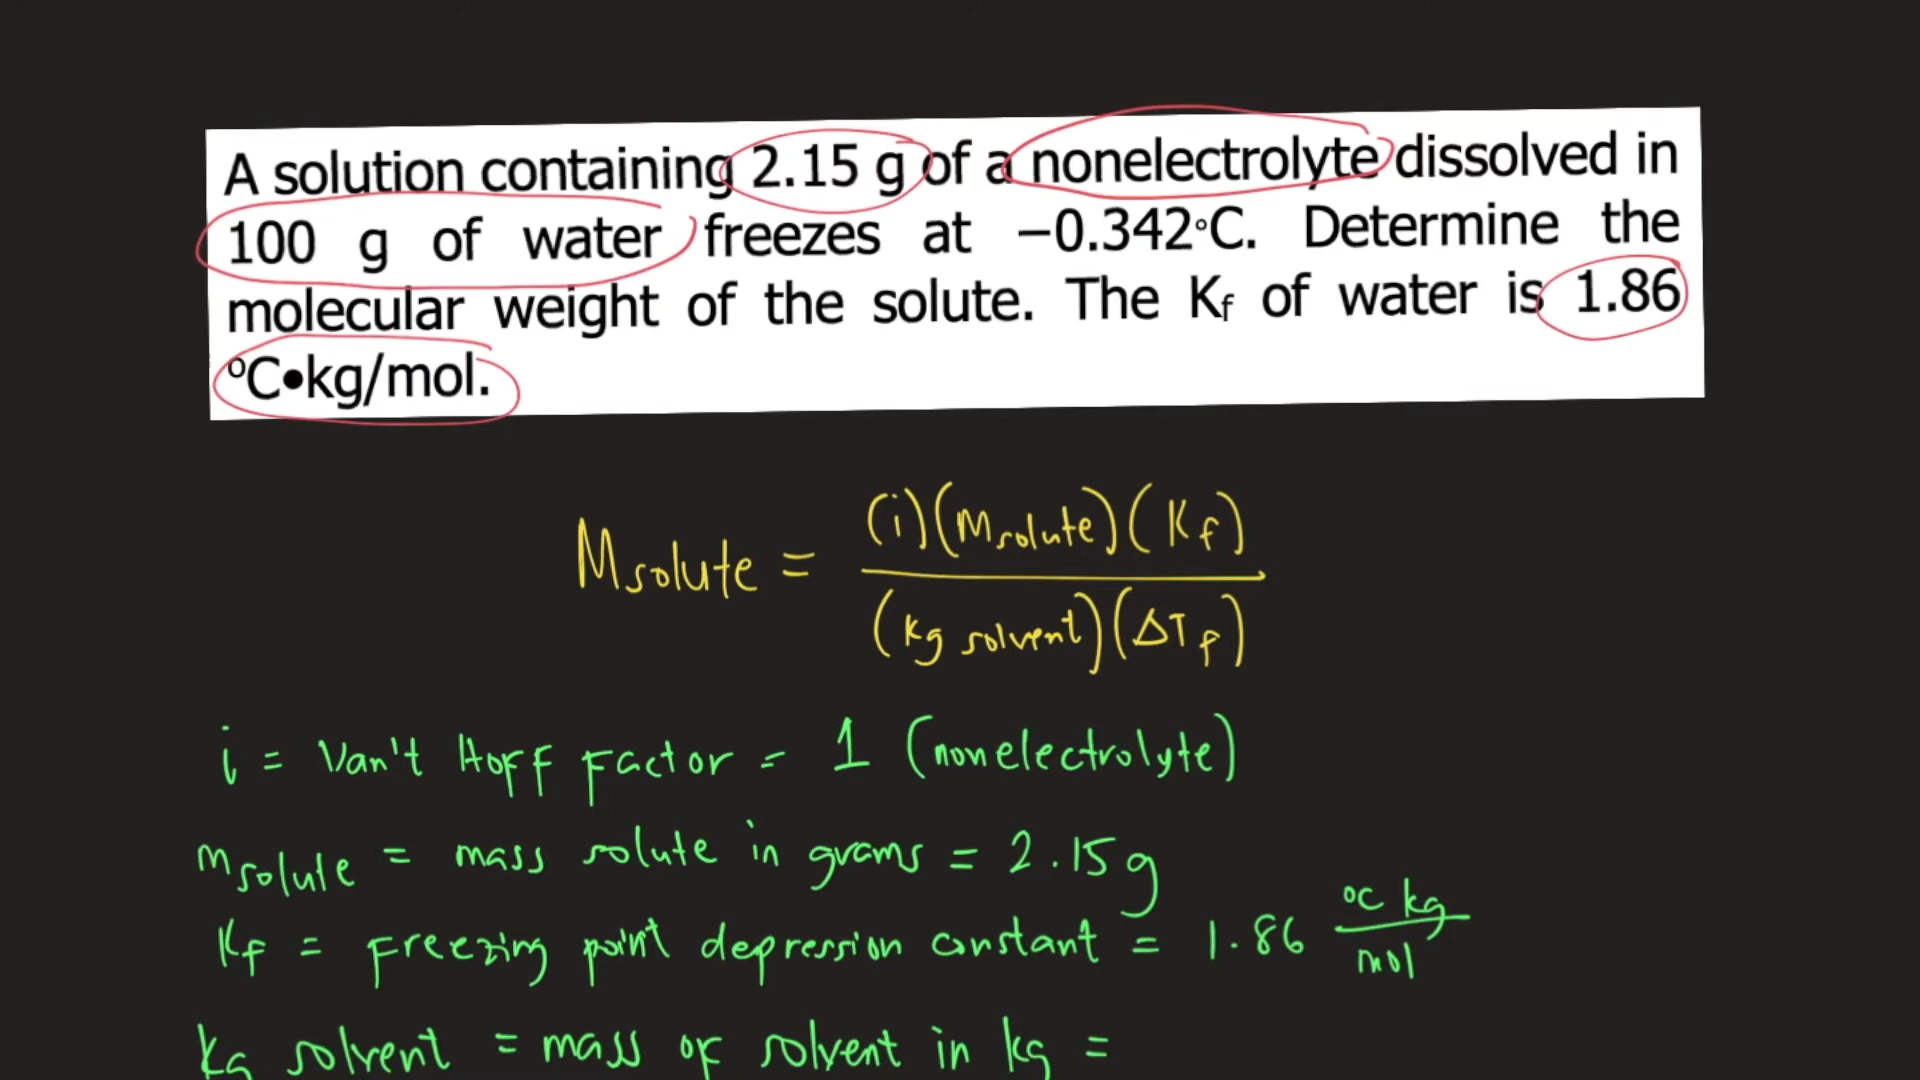 A solution containing 2.15 g of a nonelectrolyte dissolved in
100 g of water freezes at −0.342°C. Determine the
molecular weight of the solute. The Kf of water is 1.86
°C•kg/mol.
Msolute = (i)(msolute)(Kf)
(kg solvent)(ΔTf)
i = Van't Hoff Factor = 1 (nonelectrolyte)
msolute = mass solute in grams = 2.15 g
Kf = freezing point depression constant = 1.86 °C kg
mol
kg solvent = mass of solvent in kg =